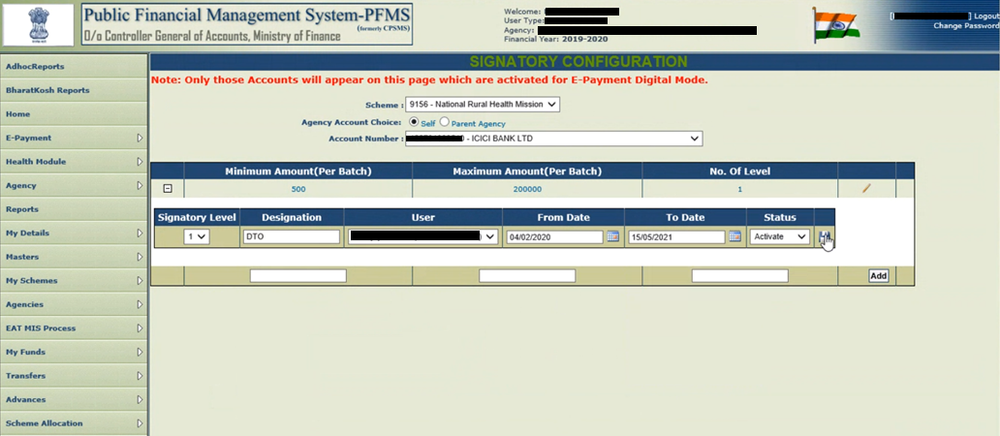 Public Financial Management System-PFMS
(formerly CPSMS)
O/o Controller General of Accounts, Ministry of Finance
Welcome:
User Type:
Agency:
Financial Year: 2019-2020
[ ] Logout
Change Password
AdhocReports
BharatKosh Reports
Home
E-Payment
Health Module
Agency
Reports
My Details
Masters
My Schemes
Agencies
EAT MIS Process
My Funds
Transfers
Advances
Scheme Allocation
SIGNATORY CONFIGURATION
Note: Only those Accounts will appear on this page which are activated for E-Payment Digital Mode.
Scheme : 9156 - National Rural Health Mission
Agency Account Choice: Self Parent Agency
Account Number : - ICICI BANK LTD
Minimum Amount(Per Batch) Maximum Amount(Per Batch) No. Of Level
500 200000 1
Signatory Level Designation User From Date To Date Status
1 DTO 04/02/2020 15/05/2021 Activate
Add